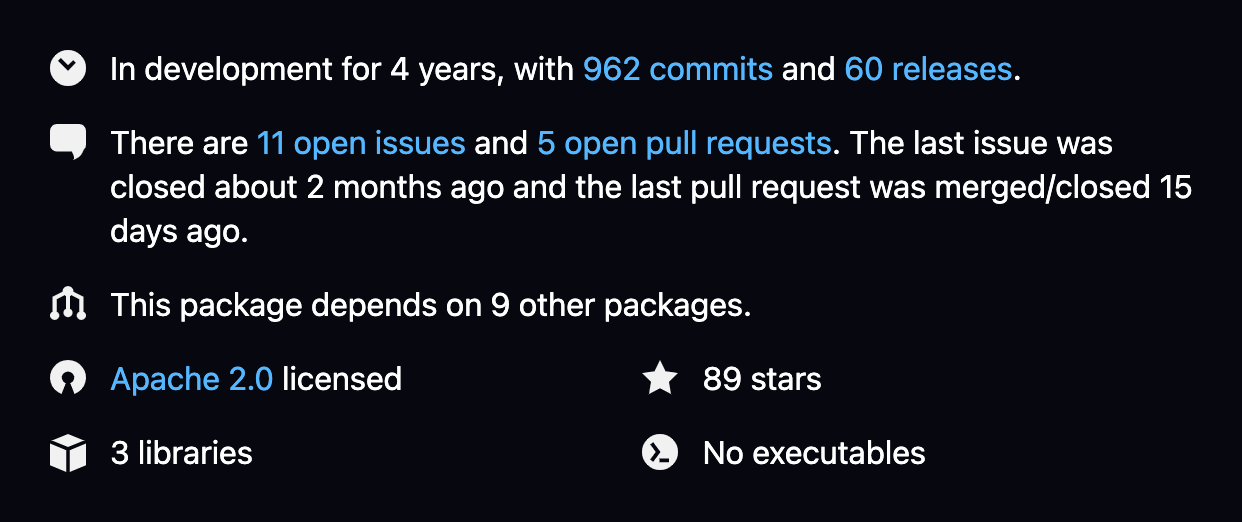 In development for 4 years, with 962 commits and 60 releases.
There are 11 open issues and 5 open pull requests. The last issue was
closed about 2 months ago and the last pull request was merged/closed 15
days ago.
This package depends on 9 other packages.
Apache 2.0 licensed
89 stars
3 libraries
No executables